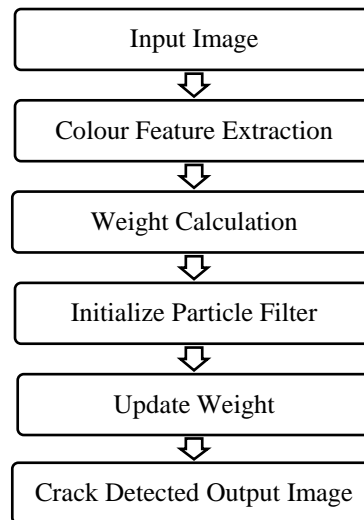 Input Image
Colour Feature Extraction
Weight Calculation
Initialize Particle Filter
Update Weight
Crack Detected Output Image